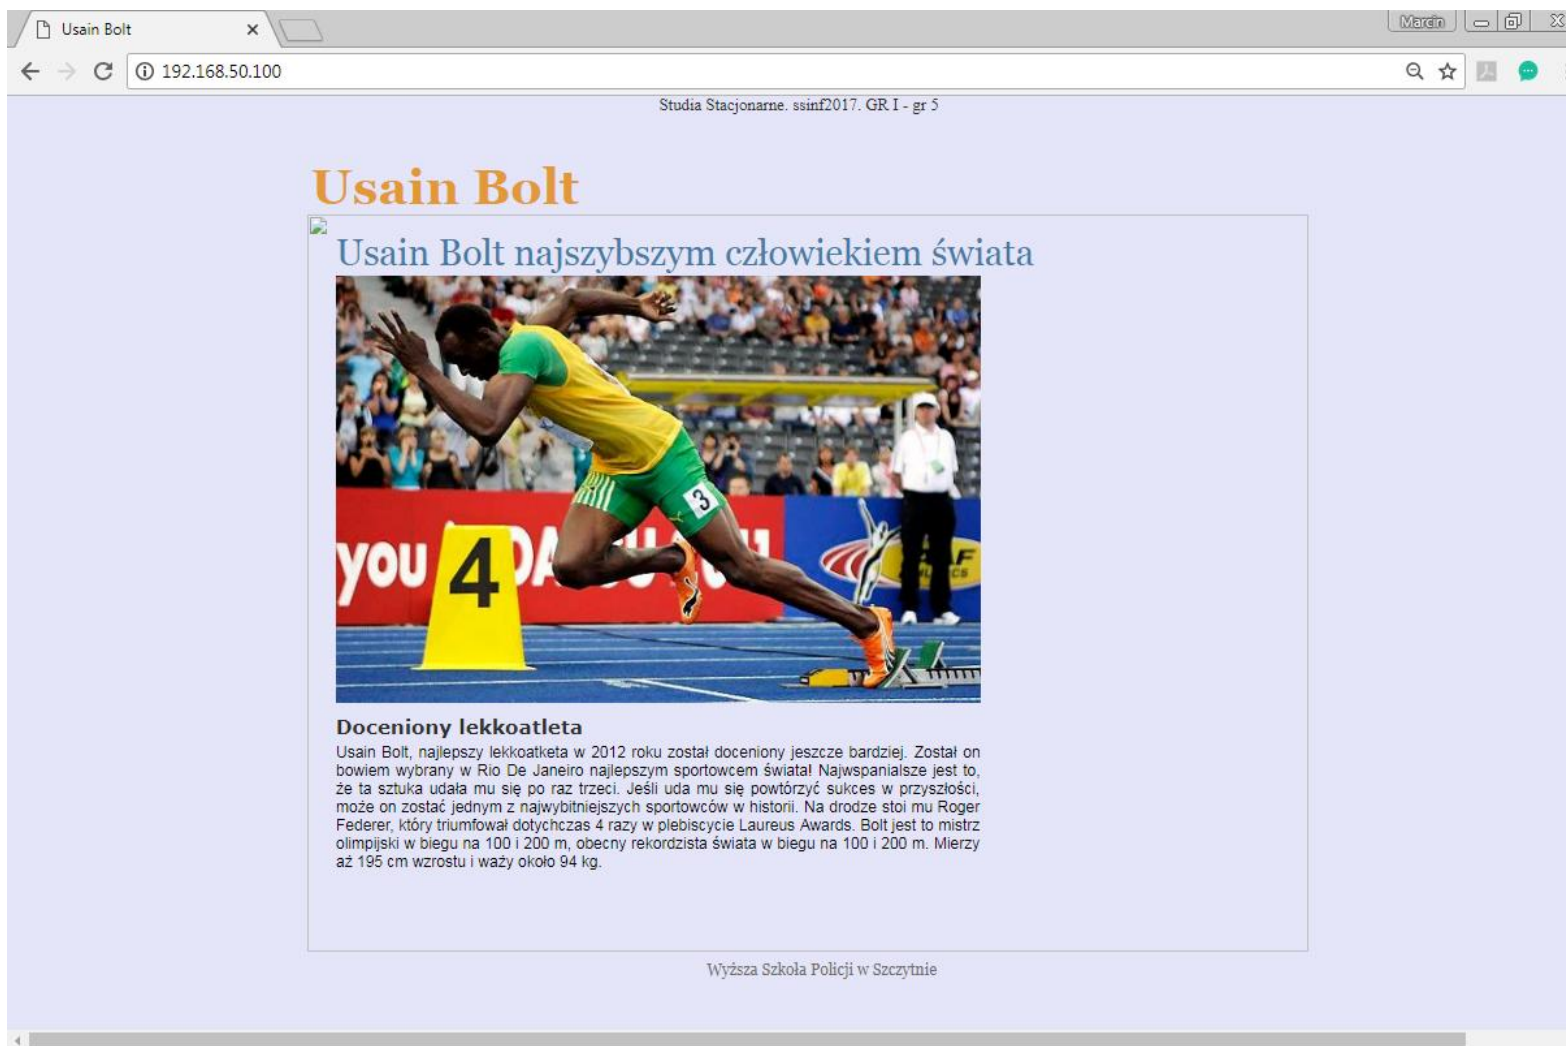 Usain Bolt
Marcin
192.168.50.100
Studia Stacjonarne. ssinf2017. GR I - gr 5
Usain Bolt
Usain Bolt najszybszym człowiekiem świata
3
you
4
Doceniony lekkoatleta
Usain Bolt, najlepszy lekkoatketa w 2012 roku został doceniony jeszcze bardziej. Został on
bowiem wybrany w Rio De Janeiro najlepszym sportowcem świata! Najwspanialsze jest to,
że ta sztuka udała mu się po raz trzeci. Jeśli uda mu się powtórzyć sukces w przyszłości,
może on zostać jednym z najwybitniejszych sportowców w historii. Na drodze stoi mu Roger
Federer, który triumfował dotychczas 4 razy w plebiscycie Laureus Awards. Bolt jest to mistrz
olimpijski w biegu na 100 i 200 m, obecny rekordzista świata w biegu na 100 i 200 m. Mierzy
aż 195 cm wzrostu i waży około 94 kg.
Wyższa Szkoła Policji w Szczytnie